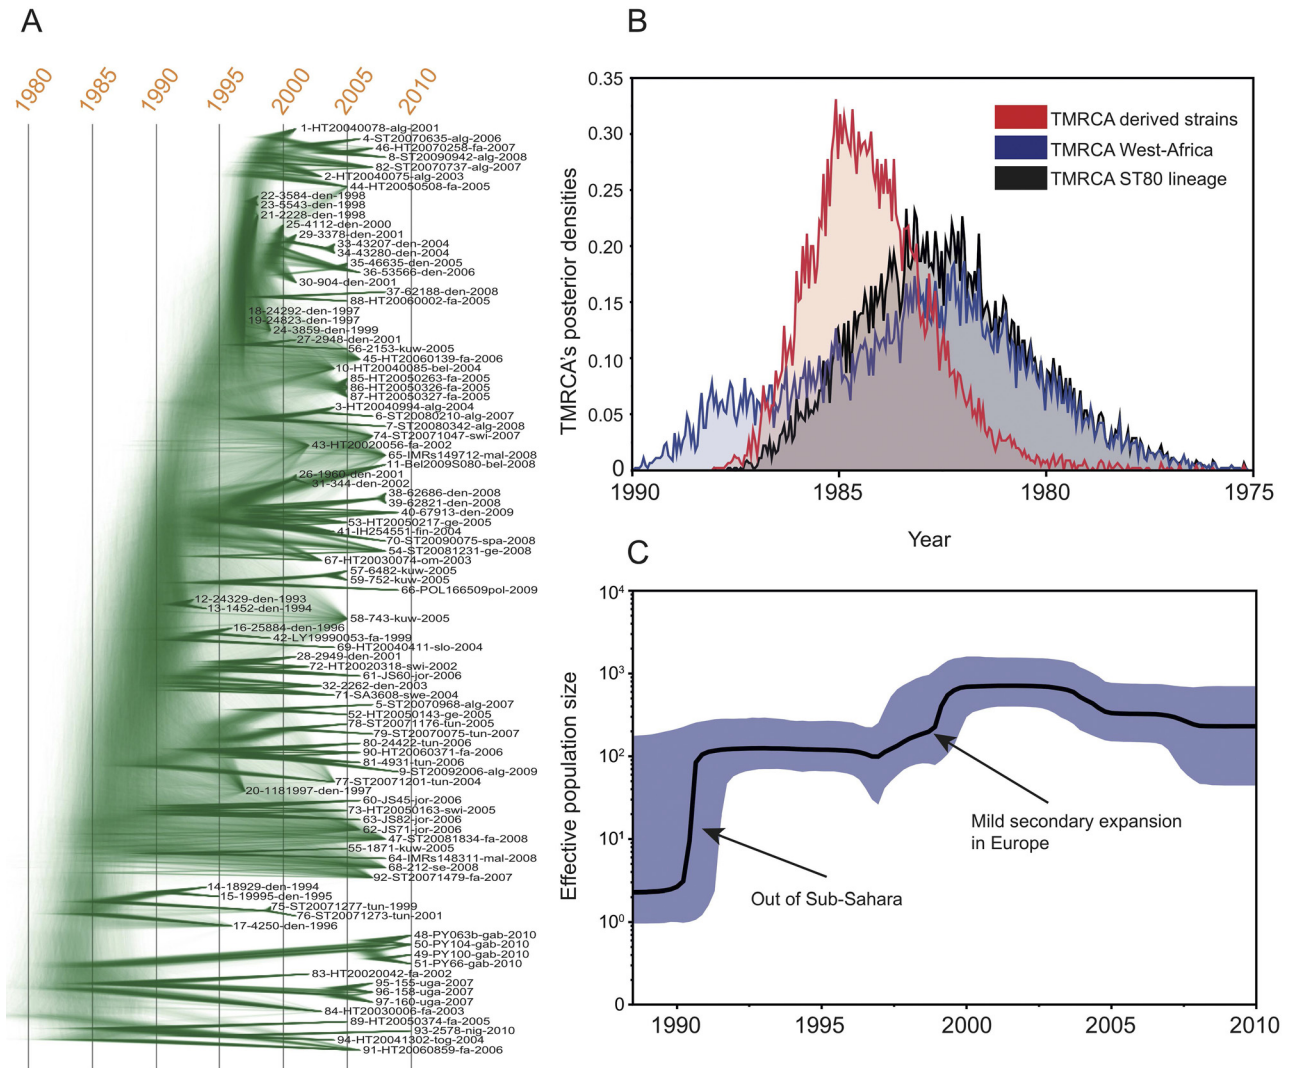 A
1980
1985
1990
1995
2000
2005
2010
1-HT20040078-alg-2001
4-ST20070635-alg-2006
46-HT20070258-fa-2007
8-ST20090942-alg-2008
82-ST20070737-alg-2007
2-HT20040075-alg-2003
44-HT20050508-fa-2005
22-3584-den-1998
23-5543-den-1998
21-2228-den-1998
25-4112-den-2000
29-3378-den-2001
33-43207-den-2004
34-43280-den-2004
35-46635-den-2005
36-53566-den-2006
30-904-den-2001
37-62188-den-2008
88-HT20060002-fa-2005
18-24292-den-1997
19-24823-den-1997
24-3859-den-1999
27-2948-den-2001
56-2153-kuw-2005
45-HT20060139-fa-2006
10-HT20040085-bel-2004
85-HT20050263-fa-2005
86-HT20050326-fa-2005
87-HT20050327-fa-2005
3-HT20040994-alg-2004
6-ST20080210-alg-2007
7-ST20080342-alg-2008
74-ST20071047-swi-2007
43-HT20020056-fa-2002
65-IMRs149712-mal-2008
11-Bel2009S080-bel-2008
26-1960-den-2001
31-344-den-2002
38-62686-den-2008
39-62821-den-2008
40-67913-den-2009
53-HT20050217-ge-2005
41-IH254551-fin-2004
70-ST20090075-spa-2008
54-ST20081231-ge-2008
67-HT20030074-om-2003
57-6482-kuw-2005
59-752-kuw-2005
66-POL166509pol-2009
12-24329-den-1993
13-1452-den-1994
58-743-kuw-2005
16-25884-den-1996
42-LY19990053-fa-1999
69-HT20040411-slo-2004
28-2949-den-2001
72-HT20020318-swi-2002
61-JS60-jor-2006
32-2262-den-2003
71-SA3608-swe-2004
5-ST20070968-alg-2007
52-HT20050143-ge-2005
78-ST20071176-tun-2005
79-ST20070075-tun-2007
80-24422-tun-2006
90-HT20060371-fa-2006
81-4931-tun-2006
9-ST20092006-alg-2009
77-ST20071201-tun-2004
20-1181997-den-1997
60-JS45-jor-2006
73-HT20050163-swi-2005
63-JS82-jor-2006
62-JS71-jor-2006
47-ST20081834-fa-2008
55-1871-kuw-2005
64-IMRs148311-mal-2008
68-212-se-2008
92-ST20071479-fa-2007
14-18929-den-1994
15-19995-den-1995
75-ST20071277-tun-1999
76-ST20071273-tun-2001
17-4250-den-1996
48-PY063b-gab-2010
50-PY104-gab-2010
49-PY100-gab-2010
51-PY66-gab-2010
83-HT20020042-fa-2002
95-155-uga-2007
96-158-uga-2007
97-160-uga-2007
84-HT20030006-fa-2003
89-HT20050374-fa-2005
93-2578-nig-2010
94-HT20041302-tog-2004
91-HT20060859-fa-2006
B
TMRCA's posterior densities
0.35
0.30
0.25
0.20
0.15
0.10
0.05
0
TMRCA derived strains
TMRCA West-Africa
TMRCA ST80 lineage
1990
1985
1980
1975
Year
C
Effective population size
10⁴
10³
10²
10¹
10⁰
0
Out of Sub-Sahara
Mild secondary expansion
in Europe
1990
1995
2000
2005
2010